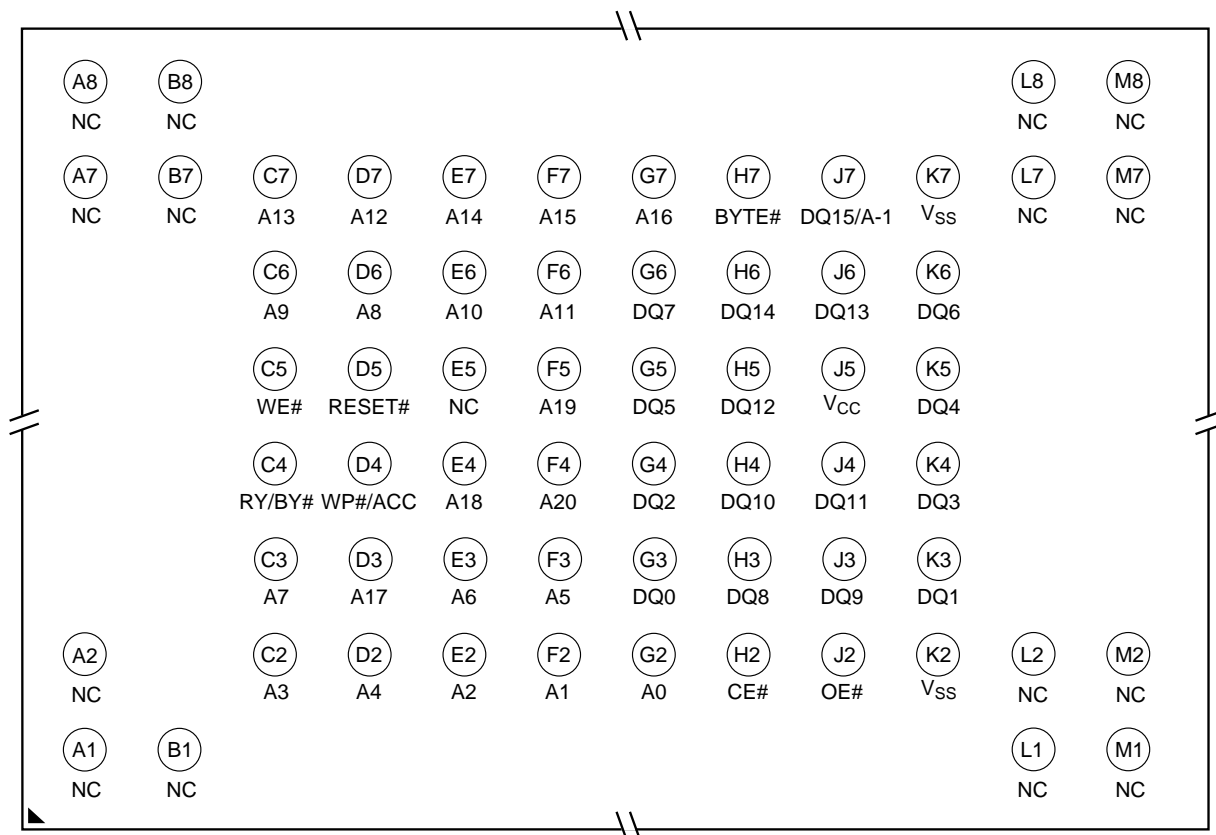 A8 B8 L8 M8
NC NC NC NC
A7 B7 C7 D7 E7 F7 G7 H7 J7 K7 L7 M7
NC NC A13 A12 A14 A15 A16 BYTE# DQ15/A-1 VSS NC NC
C6 D6 E6 F6 G6 H6 J6 K6
A9 A8 A10 A11 DQ7 DQ14 DQ13 DQ6
C5 D5 E5 F5 G5 H5 J5 K5
WE# RESET# NC A19 DQ5 DQ12 VCC DQ4
C4 D4 E4 F4 G4 H4 J4 K4
RY/BY# WP#/ACC A18 A20 DQ2 DQ10 DQ11 DQ3
C3 D3 E3 F3 G3 H3 J3 K3
A7 A17 A6 A5 DQ0 DQ8 DQ9 DQ1
A2 C2 D2 E2 F2 G2 H2 J2 K2 L2 M2
NC A3 A4 A2 A1 A0 CE# OE# VSS NC NC
A1 B1 L1 M1
NC NC NC NC